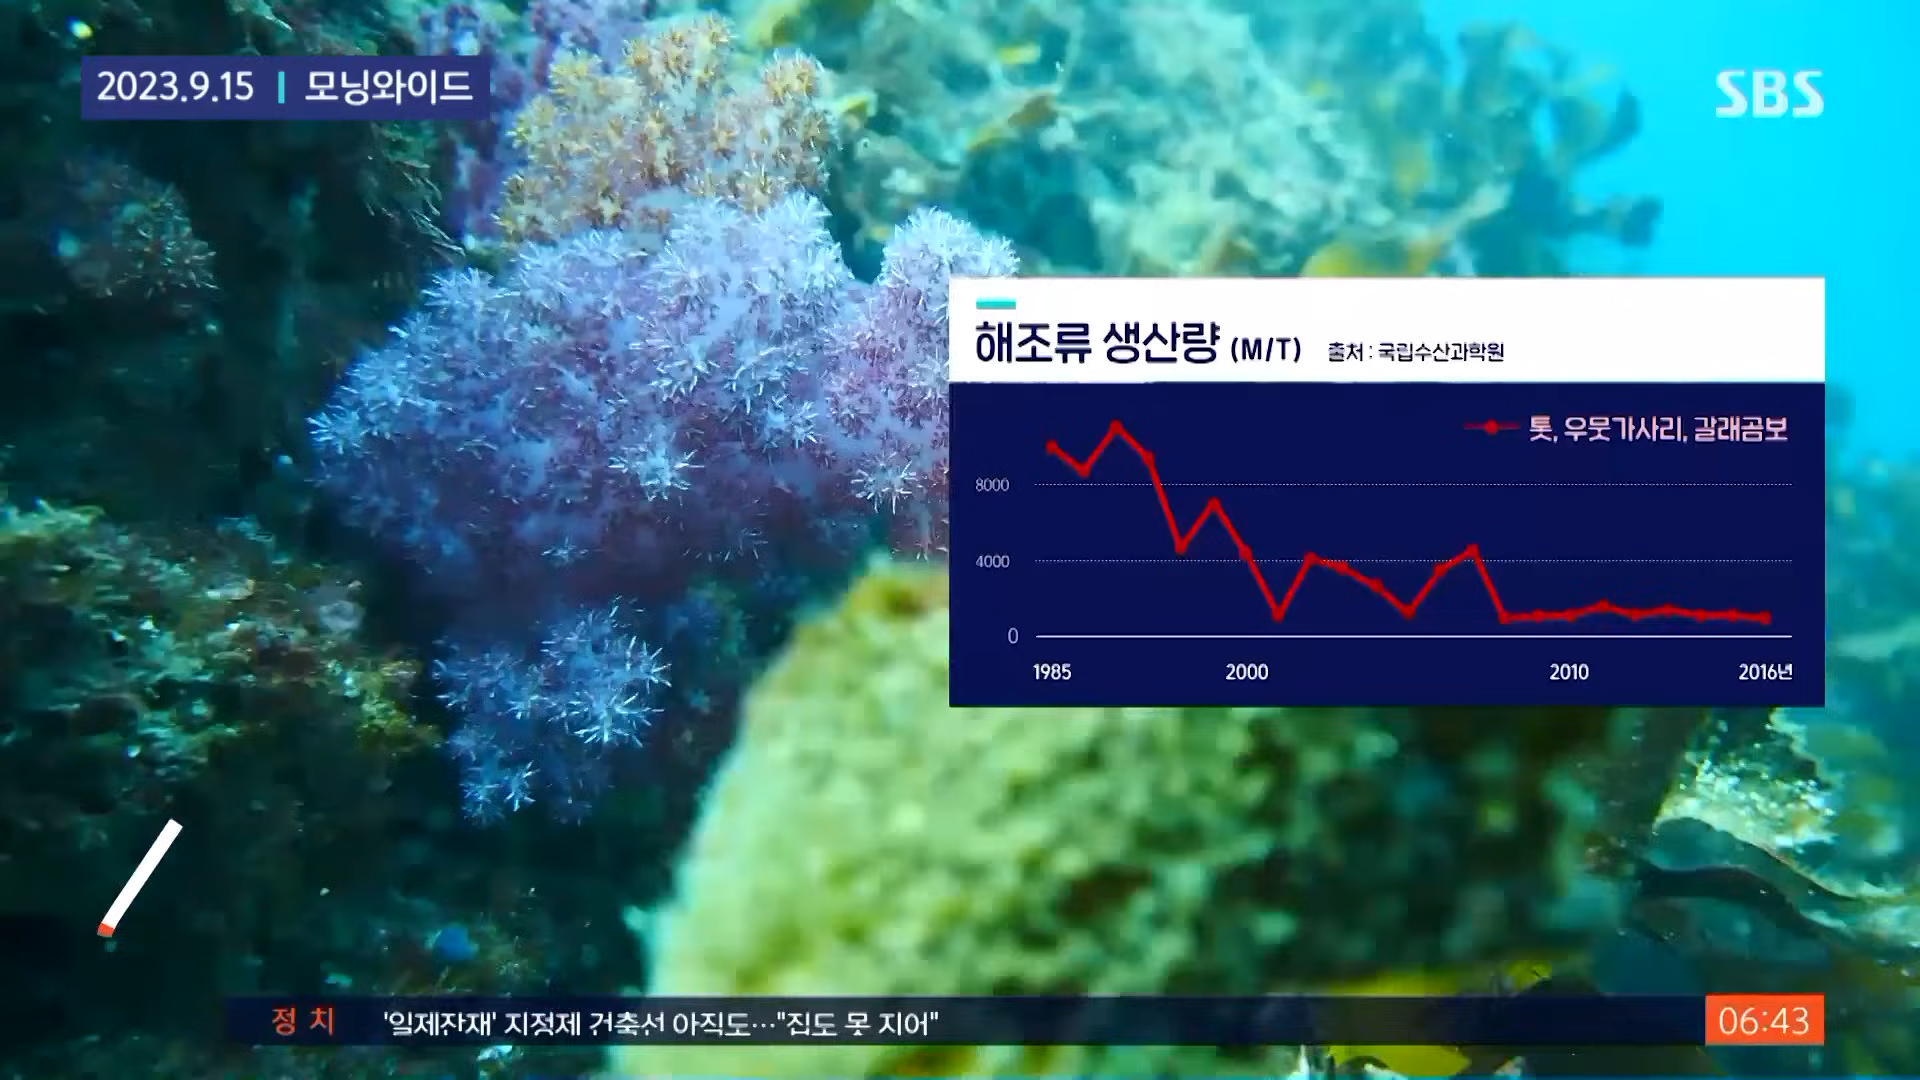 2023.9.15 | 모닝와이드
SBS
해조류 생산량 (M/T) 출처 : 국립수산과학원
톳, 우뭇가사리, 갈래곰보
8000
4000
0
1985 2000 2010 2016년
정 치 '일제잔재' 지정제 건축선 아직도…"집도 못 지어"
06:43